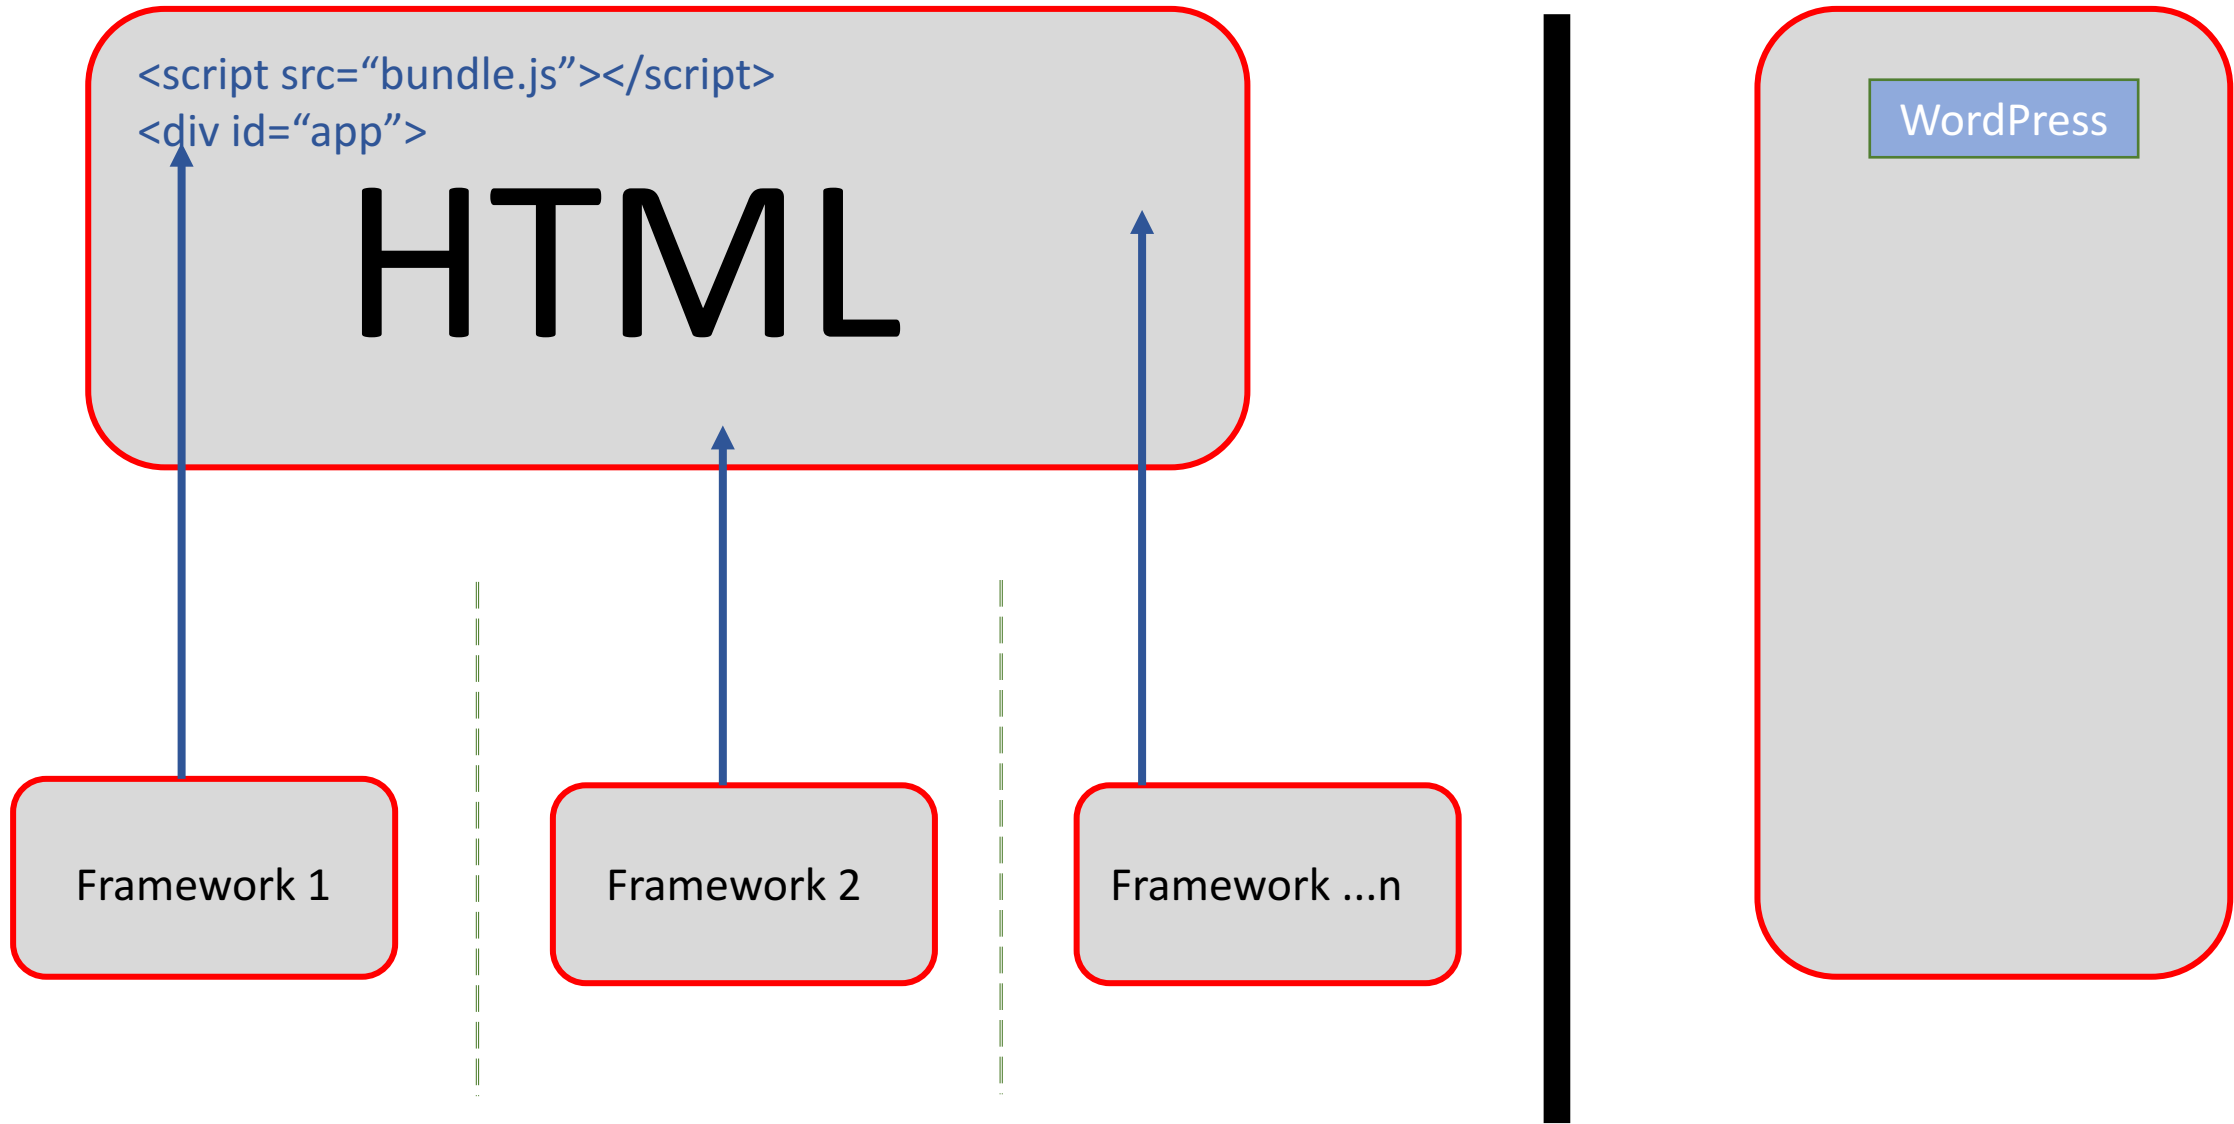 <script src=“bundle.js”></script>
<div id=“app”>
HTML
WordPress
Framework 1
Framework 2
Framework ...n